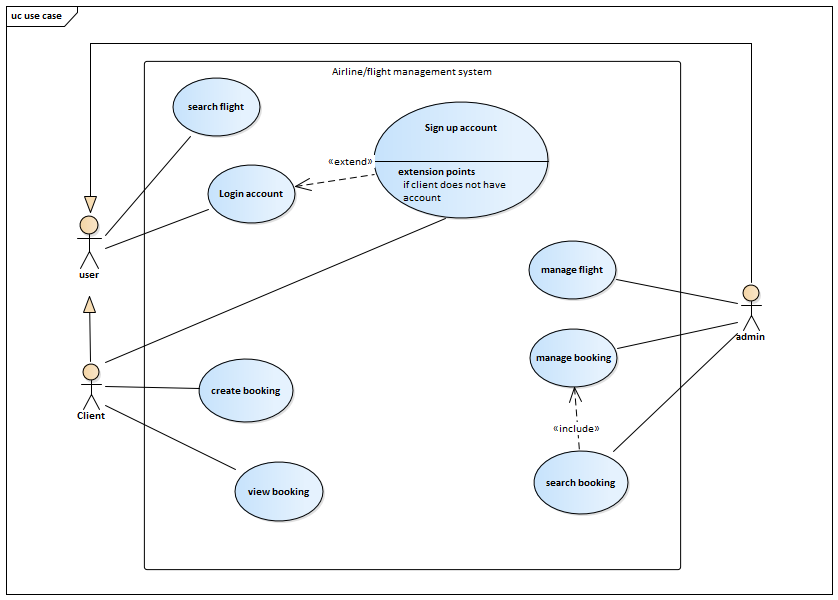 uc use case
Airline/flight management system
search flight
Sign up account
«extend»
extension points
if client does not have
account
Login account
user
manage flight
admin
manage booking
create booking
Client
«include»
search booking
view booking